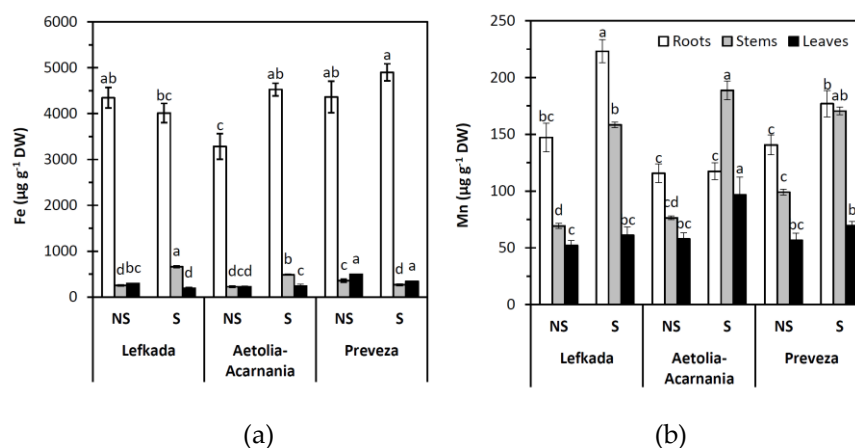 6000
5000
4000
3000
2000
1000
0
Fe (µg g⁻¹ DW)
ab
d
bc
bc
a
d
c
dcd
ab
b
c
ab
c
a
a
d
a
NS S NS S NS S
Lefkada Aetolia- Preveza
Acarnania
(a)
250
200
150
100
50
0
Mn (µg g⁻¹ DW)
Roots Stems Leaves
bc
d
c
a
b
bc
c
cd
bc
c
a
a
c
c
bc
b
ab
b
NS S NS S NS S
Lefkada Aetolia- Preveza
Acarnania
(b)